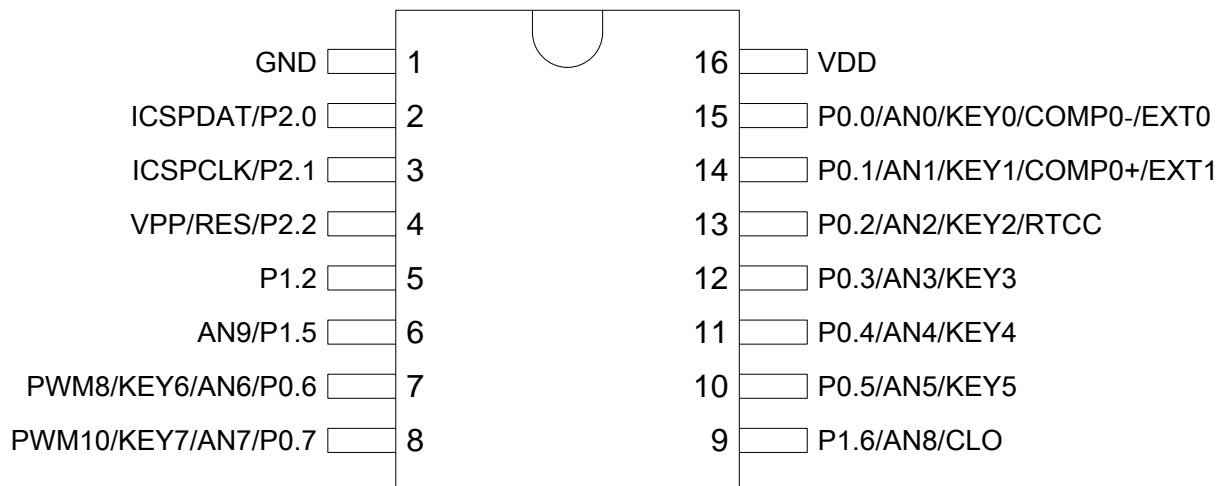 GND 1 16 VDD
ICSPDAT/P2.0 2 15 P0.0/AN0/KEY0/COMP0-/EXT0
ICSPCLK/P2.1 3 14 P0.1/AN1/KEY1/COMP0+/EXT1
VPP/RES/P2.2 4 13 P0.2/AN2/KEY2/RTCC
P1.2 5 12 P0.3/AN3/KEY3
AN9/P1.5 6 11 P0.4/AN4/KEY4
PWM8/KEY6/AN6/P0.6 7 10 P0.5/AN5/KEY5
PWM10/KEY7/AN7/P0.7 8 9 P1.6/AN8/CLO